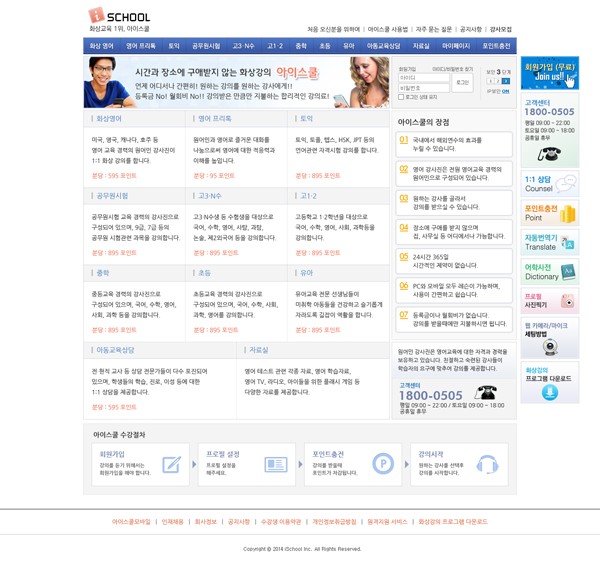 i SCHOOL
화상교육 1위, 아이스쿨
처음 오신분을 위하여 | 아이스쿨 사용법 | 자주 묻는 질문 | 공지사항 | 강사모집
화상 영어 영어 프리톡 토익 공무원시험 고3·N수 고1·2 중학 초등 유아 아동교육상담 자료실 마이페이지 포인트충전
시간과 장소에 구애받지 않는 화상강의 아이스쿨
언제 어디서나 간편히! 원하는 강의를 원하는 강사에게!!
등록금 No! 월회비 No!! 강의받은 만큼만 지불하는 합리적인 강의료!
회원가입 아이디/비밀번호 찾기
아이디
비밀번호
로그인
로그인 상태 유지
보안 3 단계
1 2 3
IP보안 ON
회원가입 (무료)
Join us!!
고객센터
1800-0505
평일 09:00 ~ 22:00
토요일 09:00 ~ 18:00
공휴일 휴무
1:1 상담
Counsel
포인트충전
Point
자동번역기
Translate
어학사전
Dictionary
프로필
사진찍기
웹 카메라/마이크
세팅방법
화상강의
프로그램 다운로드
화상영어
미국, 영국, 캐나다, 호주 등
영어 교육 경력의 원어민 강사진이
1:1 화상 강의를 합니다.
분당 : 595 포인트
영어 프리톡
원어민과 영어로 즐거운 대화를
나눔으로써 영어에 대한 적응력과
이해를 높입니다.
분당 : 95 포인트
토익
토익, 토플, 텝스, HSK, JPT 등의
언어관련 자격시험 강의를 합니다.
분당 : 895 포인트
공무원시험
공무원시험 교육 경력의 강사진으로
구성되어 있으며, 9급, 7급 등의
공무원 시험관련 과목을 강의합니다.
분당 : 895 포인트
고3·N수
고3·N수생 등 수험생을 대상으로
국어, 수학, 영어, 사탐, 과탐,
논술, 제2외국어 등을 강의합니다.
분당 : 895 포인트
고1·2
고등학교 1·2학년을 대상으로
국어, 수학, 영어, 사회, 과학등을
강의합니다.
분당 : 895 포인트
중학
중등교육 경력의 강사진으로
구성되어 있으며, 국어, 수학, 영어,
사회, 과학 등을 강의합니다.
분당 : 895 포인트
초등
초등교육 경력의 강사진으로
구성되어 있으며, 국어, 수학, 사회,
과학, 영어를 강의합니다.
분당 : 895 포인트
유아
유아교육 전문 선생님들이
미취학 아동들을 건강하고 슬기롭게
자라도록 길잡이 역할을 합니다.
분당 : 895 포인트
아동교육상담
전·현직 교사 등 상담 전문가들이 다수 포진되어
있으며, 학생들의 학습, 진로, 이성 등에 대한
1:1 상담을 제공합니다.
분당 : 595 포인트
자료실
영어 테스트 관련 각종 자료, 영어 학습자료,
영어 TV, 라디오, 아이들을 위한 플래시 게임 등
다양한 자료를 제공합니다.
아이스쿨의 장점
01 국내에서 해외연수의 효과를
누릴 수 있습니다.
02 영어 강사진은 전원 영어교육 경력의
원어민으로 구성되어 있습니다.
03 원하는 강사를 골라서
강의를 받으실 수 있습니다.
04 장소에 구애를 받지 않으며
집, 사무실 등 어디에서나 가능합니다.
05 24시간 365일
시간적인 제약이 없습니다.
06 PC와 모바일 모두 레슨이 가능하며,
사용이 간편하고 쉽습니다.
07 등록금이나 월회비가 없습니다.
강의를 받을때에만 지불하시면 됩니다.
원어민 강사진은 영어교육에 대한 자격과 경력을
보유하고 있습니다. 친절하고 숙련된 강사들이
학습자의 요구에 맞추어 강의를 제공합니다.
고객센터
1800-0505
평일 09:00 ~ 22:00 / 토요일 09:00 ~ 18:00
공휴일 휴무
아이스쿨 수강절차
회원가입
강의를 듣기 위해서는
회원가입을 해야 합니다.
프로필 설정
프로필 설정을
해주세요.
포인트충전
강의를 받을때
포인트가 차감됩니다.
P
강의시작
원하는 강사를 선택후
강의를 시작합니다.
아이스쿨모바일 | 인재채용 | 회사정보 | 공지사항 | 수강생 이용약관 | 개인정보취급방침 | 원격지원 서비스 | 화상강의 프로그램 다운로드
Copyright © 2014 iSchool Inc. All Rights Reserved.